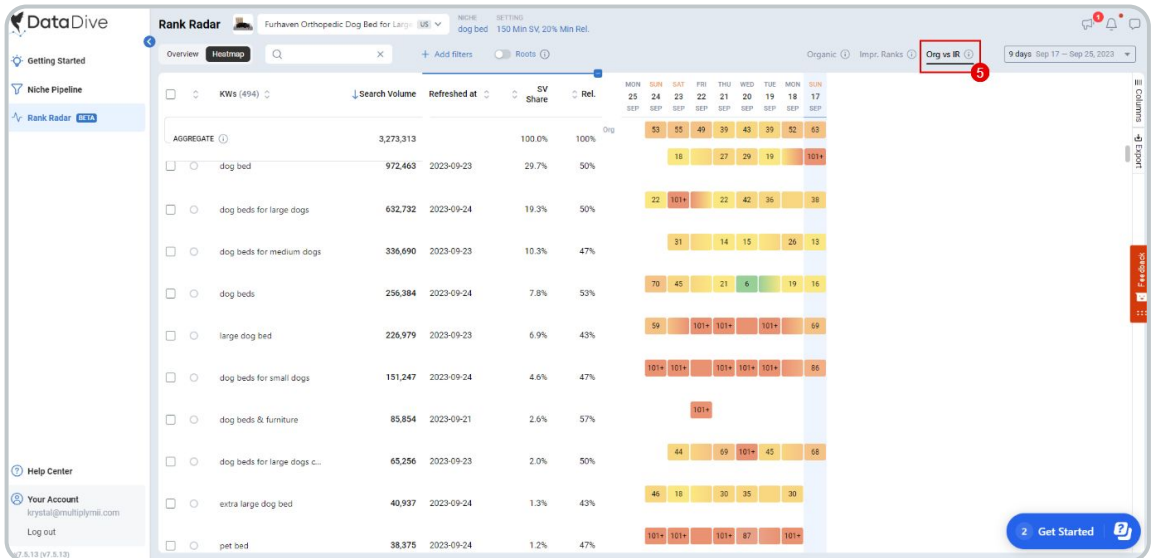 DataDive
Getting Started
Niche Pipeline
Rank Radar BETA
Help Center
Your Account
krystal@multiplymii.com
Log out
v7.5.13 (v7.5.13)
Rank Radar
Furhaven Orthopedic Dog Bed for Large US
NICHE SETTING
dog bed 150 Min SV, 20% Min Rel.
Overview Heatmap + Add filters Roots Organic Impr. Ranks Org vs IR 9 days Sep 17 – Sep 25, 2023
5
KWs (494) Search Volume Refreshed at SV Share Rel.
MON SUN SAT FRI THU WED TUE MON SUN
25 24 23 22 21 20 19 18 17
SEP SEP SEP SEP SEP SEP SEP SEP SEP
AGGREGATE 3,273,313 100.0% 100% Org 53 55 49 39 43 39 52 63
dog bed 972,463 2023-09-23 29.7% 50% 18 27 29 19 101+
dog beds for large dogs 632,732 2023-09-24 19.3% 50% 22 101+ 22 42 36 38
dog beds for medium dogs 336,690 2023-09-23 10.3% 47% 31 14 15 26 13
dog beds 256,384 2023-09-24 7.8% 53% 70 45 21 6 19 16
large dog bed 226,979 2023-09-23 6.9% 43% 59 101+ 101+ 101+ 69
dog beds for small dogs 151,247 2023-09-24 4.6% 47% 101+ 101+ 101+ 101+ 101+ 86
dog beds & furniture 85,854 2023-09-21 2.6% 57% 101+
dog beds for large dogs c... 65,256 2023-09-23 2.0% 50% 44 69 101+ 45 68
extra large dog bed 40,937 2023-09-24 1.3% 43% 46 18 30 35 30
pet bed 38,375 2023-09-24 1.2% 47% 101+ 101+ 101+ 87 101+
Columns
Export
Feedback
2 Get Started